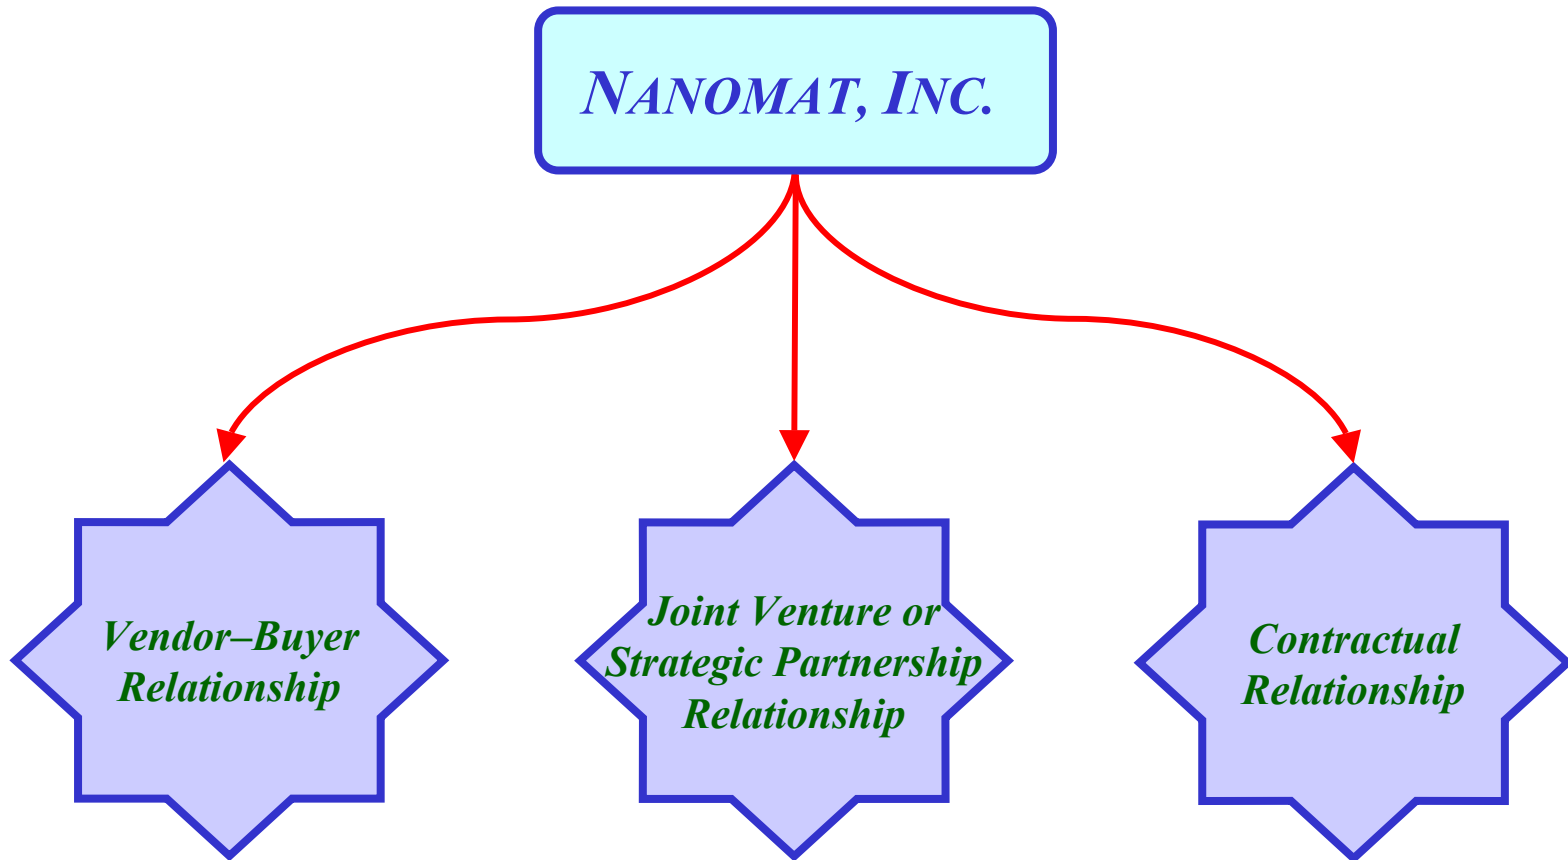 NANOMAT, INC.
Vendor–Buyer
Relationship
Joint Venture or
Strategic Partnership
Relationship
Contractual
Relationship